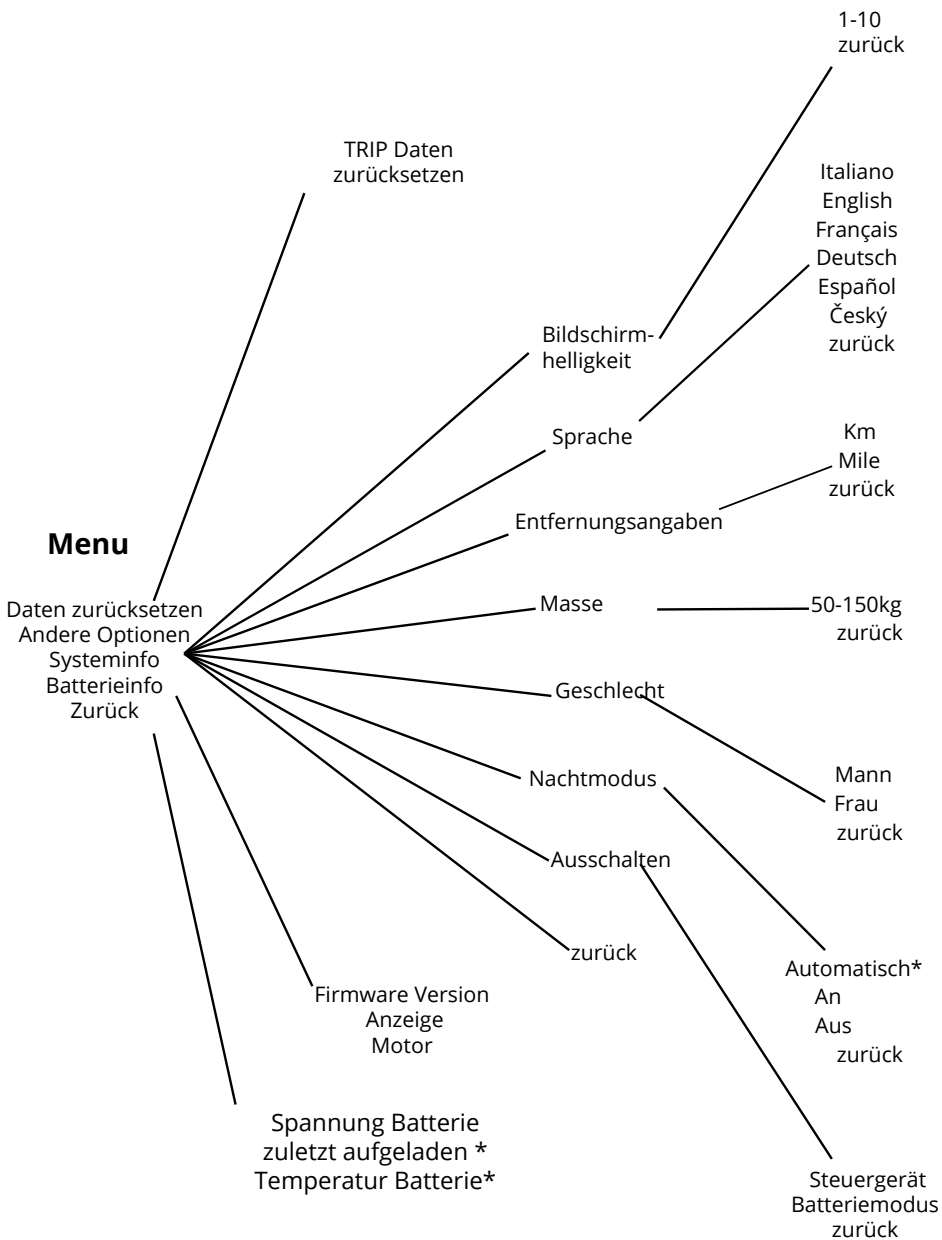 1-10
zurück
TRIP Daten
zurücksetzen
Italiano
English
Français
Deutsch
Español
Český
zurück
Bildschirm-
helligkeit
Sprache
Km
Mile
zurück
Entfernungsangaben
Menu
Daten zurücksetzen
Andere Optionen
Systeminfo
Batterieinfo
Zurück
Masse
50-150kg
zurück
Geschlecht
Mann
Frau
zurück
Nachtmodus
Ausschalten
zurück
Automatisch*
An
Aus
zurück
Firmware Version
Anzeige
Motor
Spannung Batterie
zuletzt aufgeladen *
Temperatur Batterie*
Steuergerät
Batteriemodus
zurück